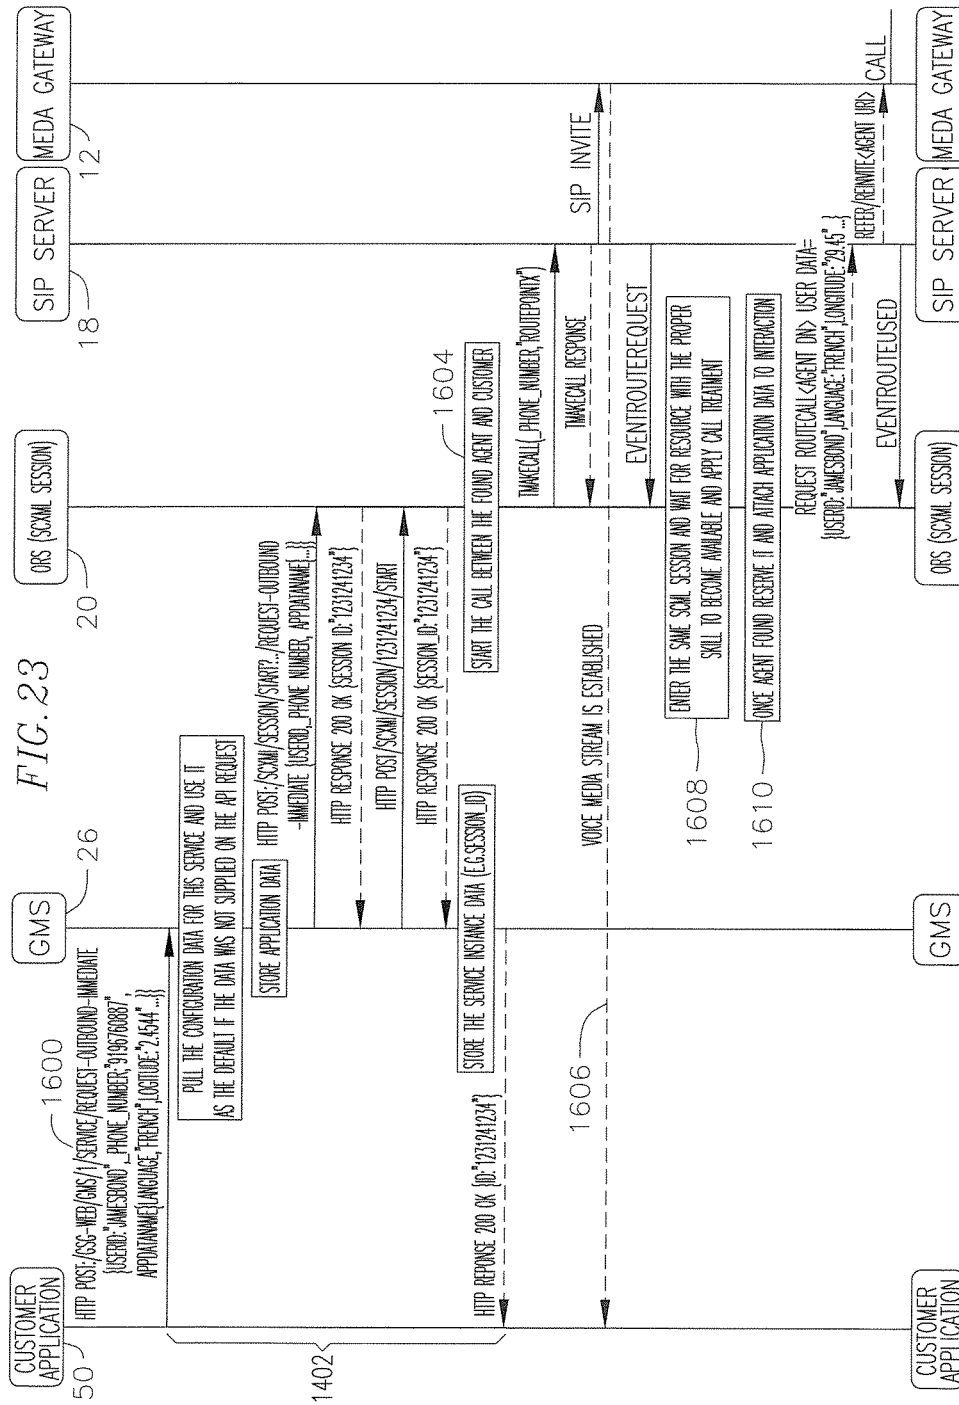 FIG. 23
CUSTOMER
APPLICATION
50
GMS
26
ORS (SCXML SESSION)
20
SIP SERVER
18
MEDA GATEWAY
12
HTTP POST:/GSG-WEB/GMS/1/SERVICE/REQUEST-OUTBOUND-IMMEDIATE
{USERID:"JAMESBOND",_PHONE_NUMBER;"9196760887",
APPDATANAME{LANGUAGE,"FRENCH",LOGITUDE:"2.4544"...}}
1600
PULL THE CONFIGURATION DATA FOR THIS SERVICE AND USE IT
AS THE DEFAULT IF THE DATA WAS NOT SUPPLIED ON THE API REQUEST
STORE APPLICATION DATA
HTTP POST:/SCXMI/SESSION/START?../REQUEST-OUTBOUND
-IMMEDIATE {USERID,_PHONE NUMBER, APPDATANAME{...}}
HTTP RESPONSE 200 OK {SESSION ID:"1231241234"}
HTTP POST/SCXMI/SESSION/1231241234/START
HTTP RESPONSE 200 OK {SESSION_ID:"1231241234"}
1402
STORE THE SERVICE INSTANCE DATA (E.G.SESSION_ID)
START THE CALL BETWEEN THE FOUND AGENT AND CUSTOMER
1604
HTTP REPONSE 200 OK {ID:"1231241234"}
TMAKECALL(_PHONE_NUMBER,"ROUTEPOINTX")
TMAKECALL RESPONSE
SIP INVITE
VOICE MEDIA STREAM IS ESTABLISHED
1606
EVENTROUTEREQUEST
ENTER THE SAME SCML SESSION AND WAIT FOR RESOURCE WITH THE PROPER
SKILL TO BECOME AVAILABLE AND APPLY CALL TREATMENT
1608
ONCE AGENT FOUND RESERVE IT AND ATTACH APPLICATION DATA TO INTERACTION
1610
REQUEST ROUTECALL<AGENT DN> USER DATA=
{USERID:"JAMESBOND",LANGUAGE:"FRENCH",LONGITUDE:"29.45"...}
REFER/REINVITE<AGENT URI>
CALL
EVENTROUTEUSED
CUSTOMER
APPLICATION
GMS
ORS (SCXML SESSION)
SIP SERVER
MEDA GATEWAY